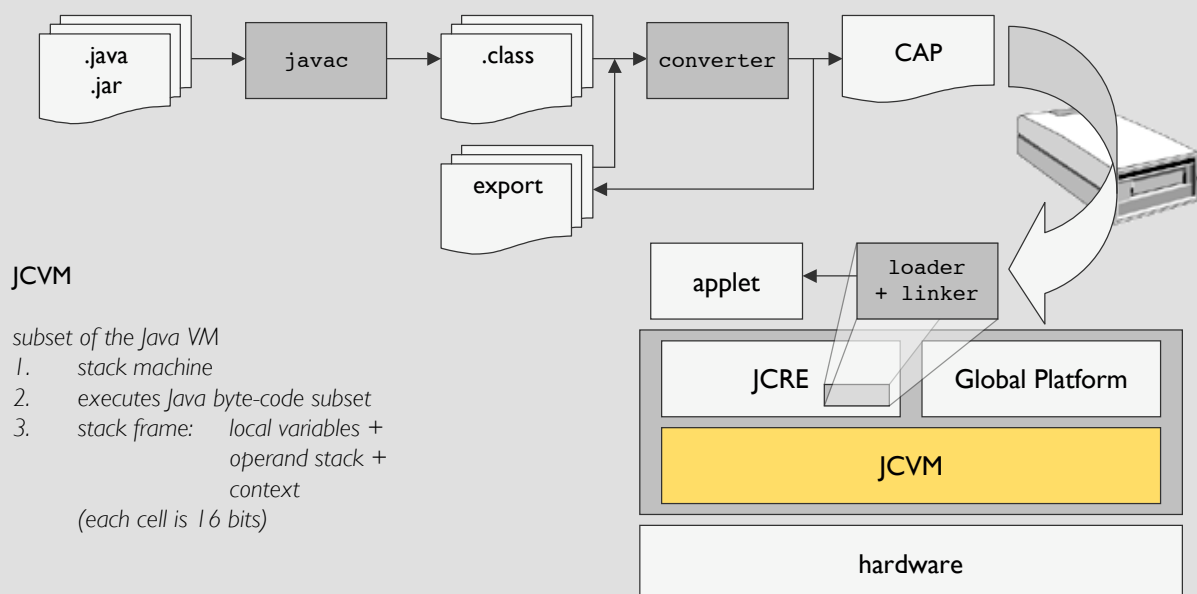 .java
.jar
javac
.class
converter
CAP
export
applet
loader
+ linker
JCVM
subset of the Java VM
1. stack machine
2. executes Java byte-code subset
3. stack frame: local variables +
operand stack +
context
(each cell is 16 bits)
JCRE
Global Platform
JCVM
hardware